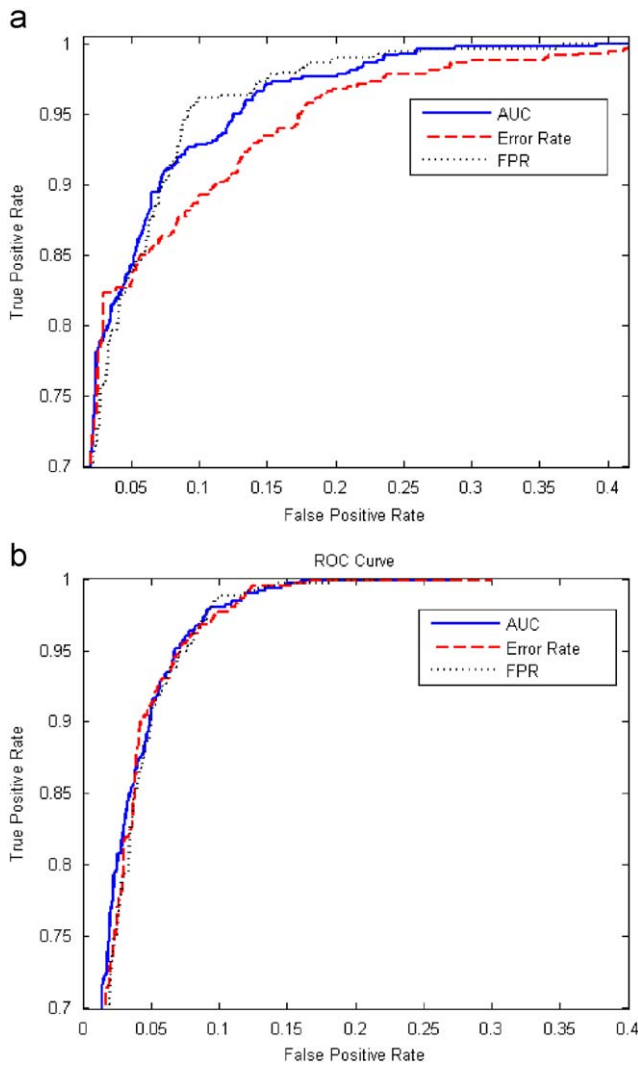 a
1
0.95
0.9
0.85
0.8
0.75
0.7
True Positive Rate
AUC
Error Rate
FPR
0.05 0.1 0.15 0.2 0.25 0.3 0.35 0.4
False Positive Rate
b
ROC Curve
1
0.95
0.9
0.85
0.8
0.75
0.7
True Positive Rate
AUC
Error Rate
FPR
0 0.05 0.1 0.15 0.2 0.25 0.3 0.35 0.4
False Positive Rate